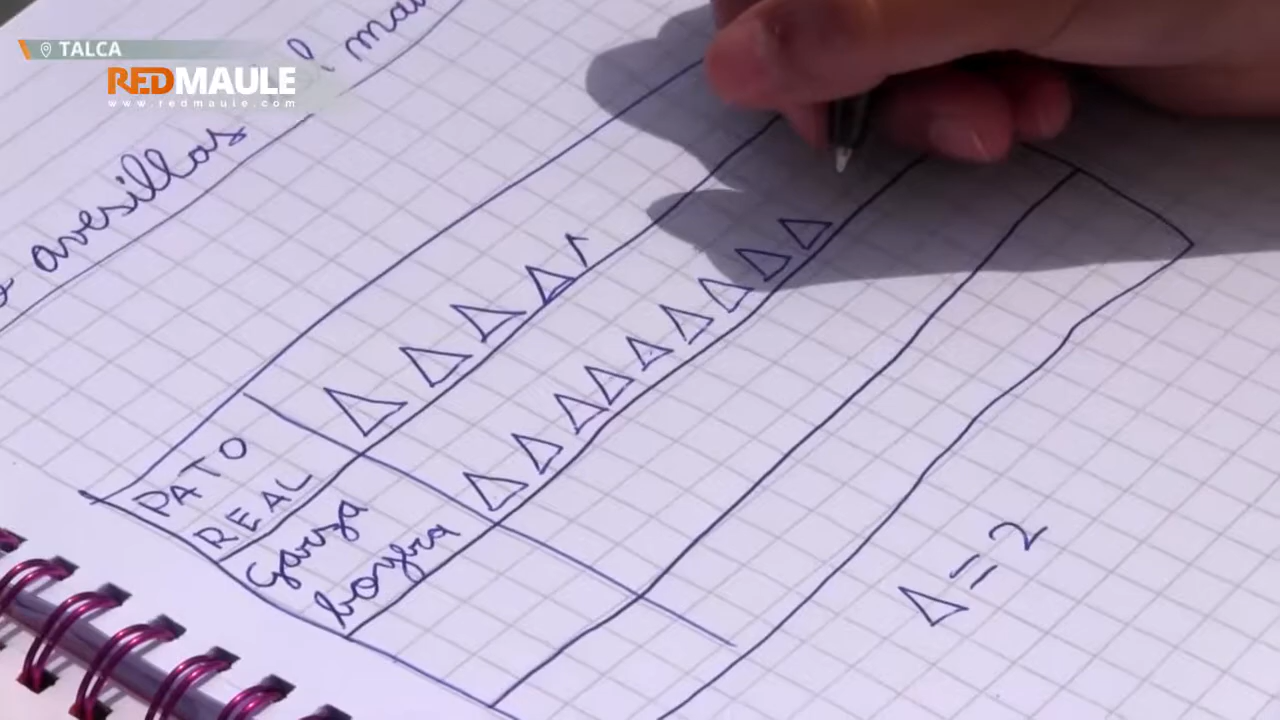 TALCA
REDMAULE
www.redmaule.com
avesillas
PATO
REAL
Garza
boyera
Δ = 2